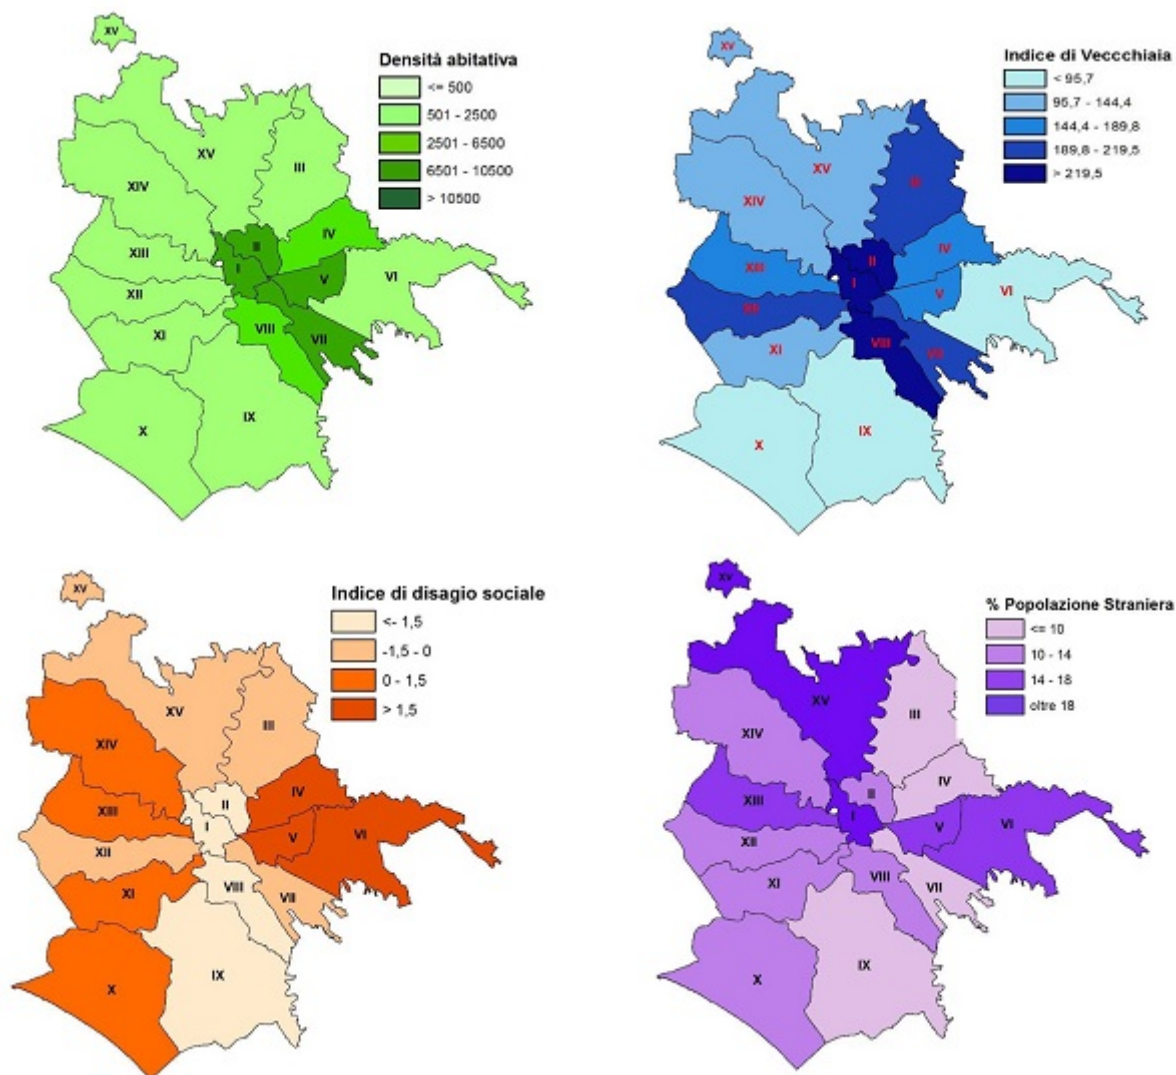 XV
Densità abitativa
<= 500
501 - 2500
2501 - 6500
6501 - 10500
> 10500
XV
III
XIV
II
IV
XIII
I
V
VI
XII
XI
VIII
VII
IX
X
XV
Indice di Veccchiaia
< 95,7
95,7 - 144,4
144,4 - 189,8
189,8 - 219,5
> 219,5
XV
III
XIV
II
IV
XIII
I
V
VI
XII
XI
VIII
VII
IX
X
XV
Indice di disagio sociale
<- 1,5
-1,5 - 0
0 - 1,5
> 1,5
XV
III
XIV
II
IV
XIII
I
V
VI
XII
XI
VIII
VII
IX
X
XV
% Popolazione Straniera
<= 10
10 - 14
14 - 18
oltre 18
XV
III
XIV
II
IV
XIII
I
V
VI
XII
XI
VIII
VII
IX
X